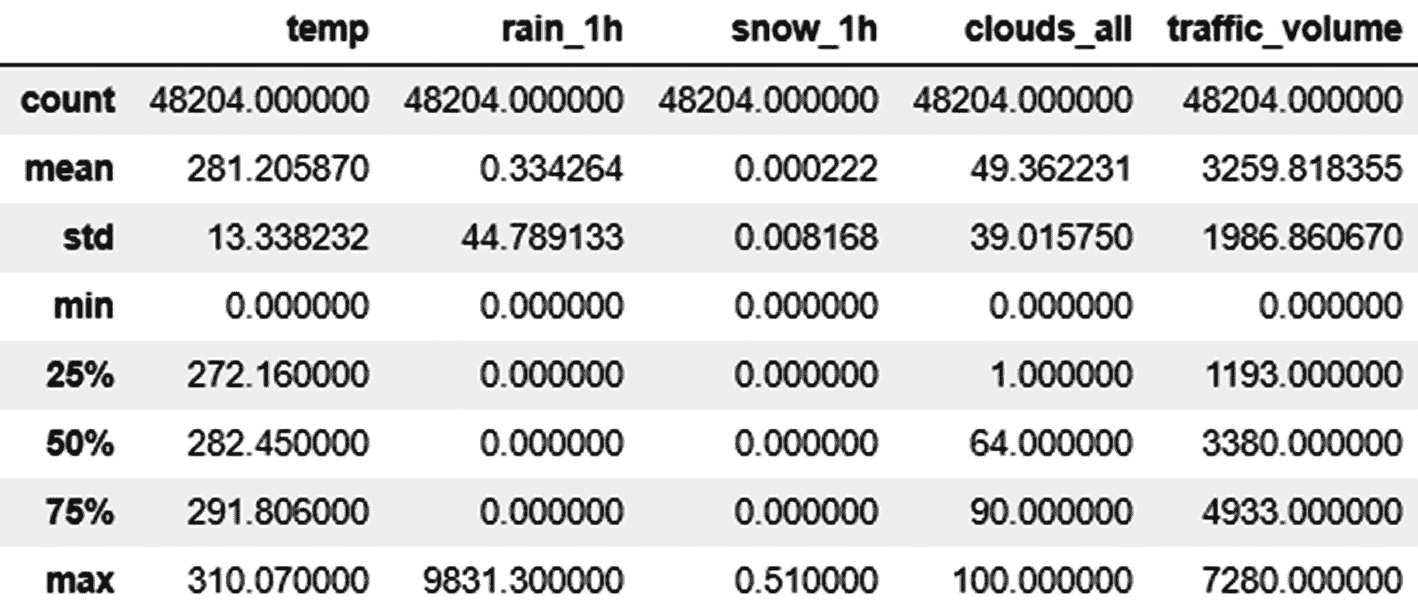 temp rain_1h snow_1h clouds_all traffic_volume
count 48204.000000 48204.000000 48204.000000 48204.000000 48204.000000
mean 281.205870 0.334264 0.000222 49.362231 3259.818355
std 13.338232 44.789133 0.008168 39.015750 1986.860670
min 0.000000 0.000000 0.000000 0.000000 0.000000
25% 272.160000 0.000000 0.000000 1.000000 1193.000000
50% 282.450000 0.000000 0.000000 64.000000 3380.000000
75% 291.806000 0.000000 0.000000 90.000000 4933.000000
max 310.070000 9831.300000 0.510000 100.000000 7280.000000